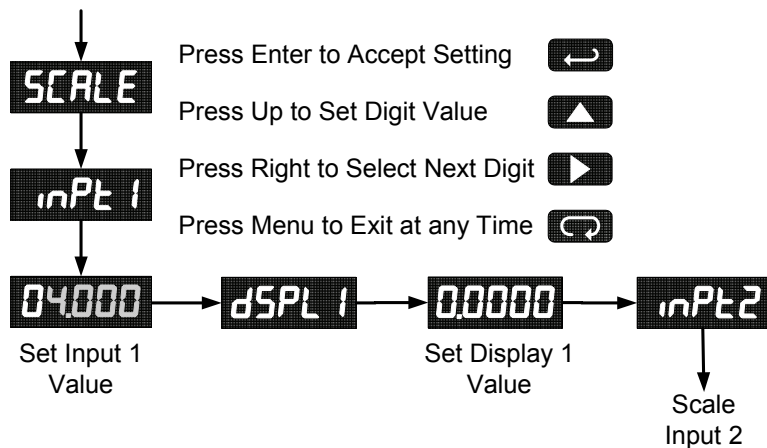 Press Enter to Accept Setting
SCALE
Press Up to Set Digit Value
Press Right to Select Next Digit
inPt 1
Press Menu to Exit at any Time
04.000
dSPL 1
0.0000
inPt2
Set Input 1
Value
Set Display 1
Value
Scale
Input 2